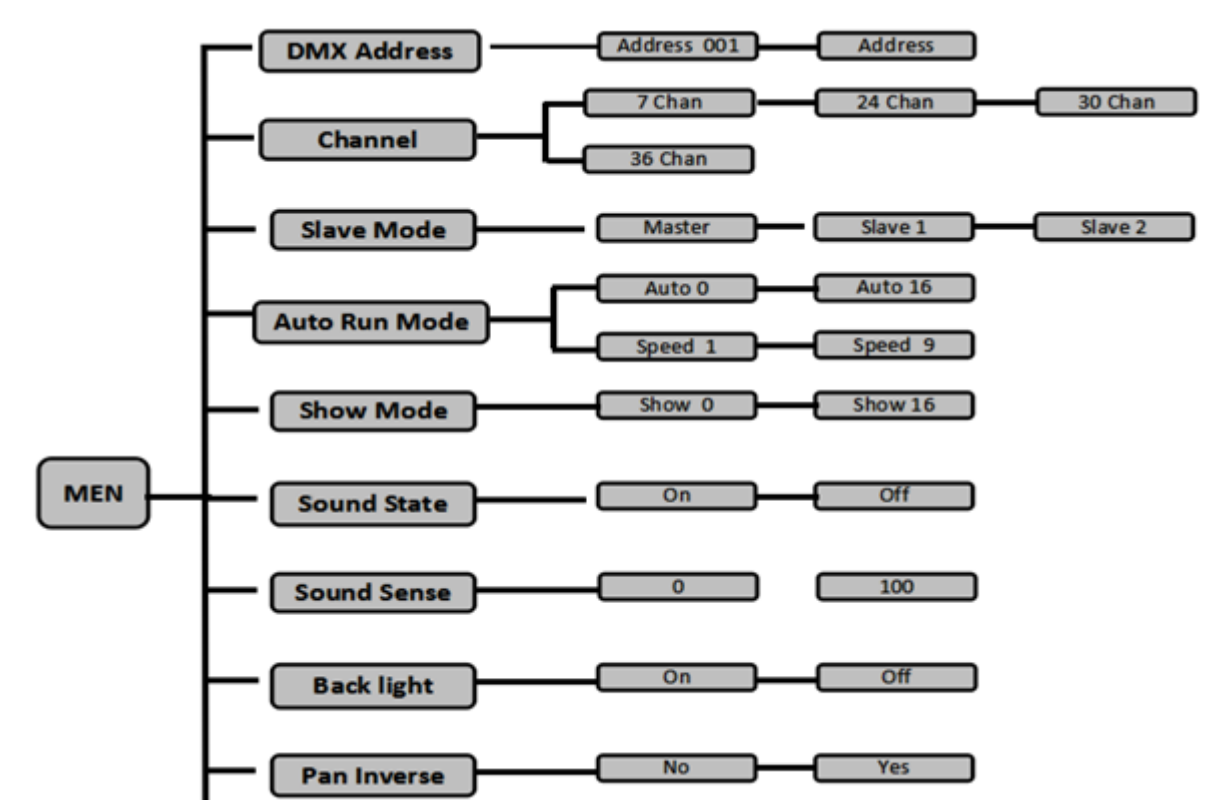 DMX Address Address 001 Address
Channel 7 Chan 24 Chan 30 Chan
36 Chan
Slave Mode Master Slave 1 Slave 2
Auto Run Mode Auto 0 Auto 16
Speed 1 Speed 9
Show Mode Show 0 Show 16
MEN
Sound State On Off
Sound Sense 0 100
Back light On Off
Pan Inverse No Yes